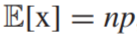 𝔼[x] = np